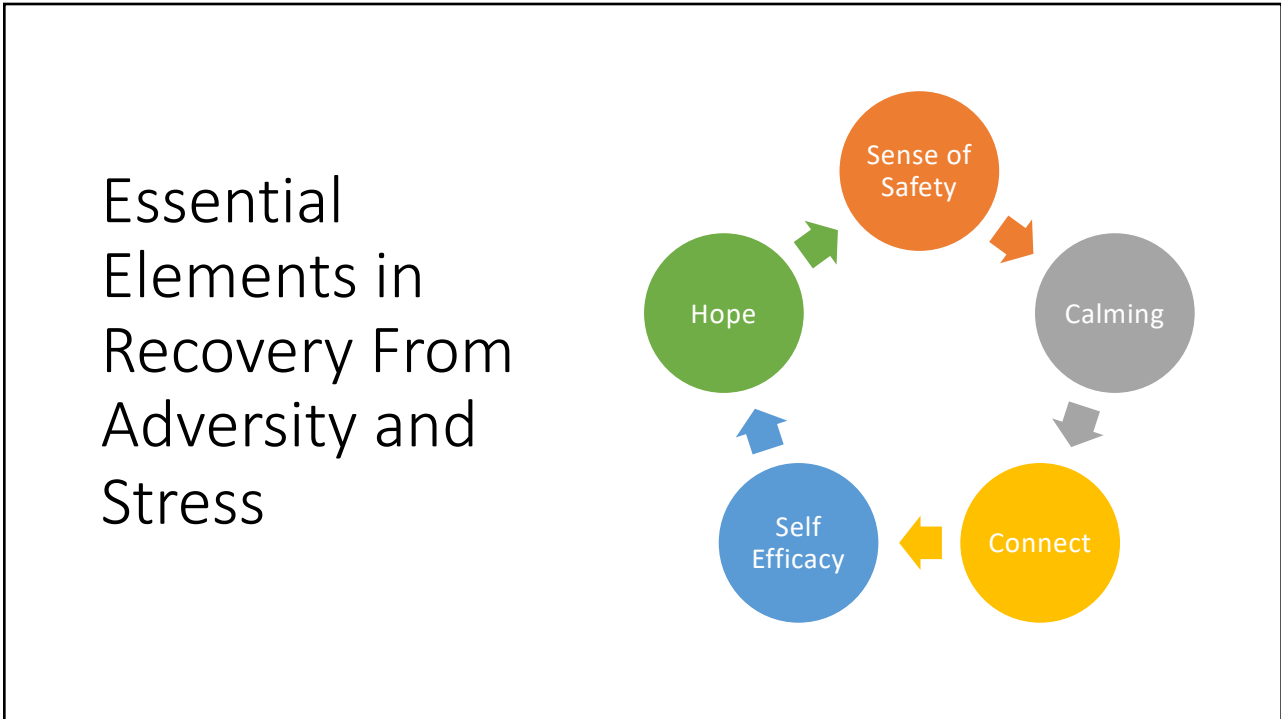 Essential
Elements in
Recovery From
Adversity and
Stress
Sense of
Safety
Calming
Connect
Self
Efficacy
Hope